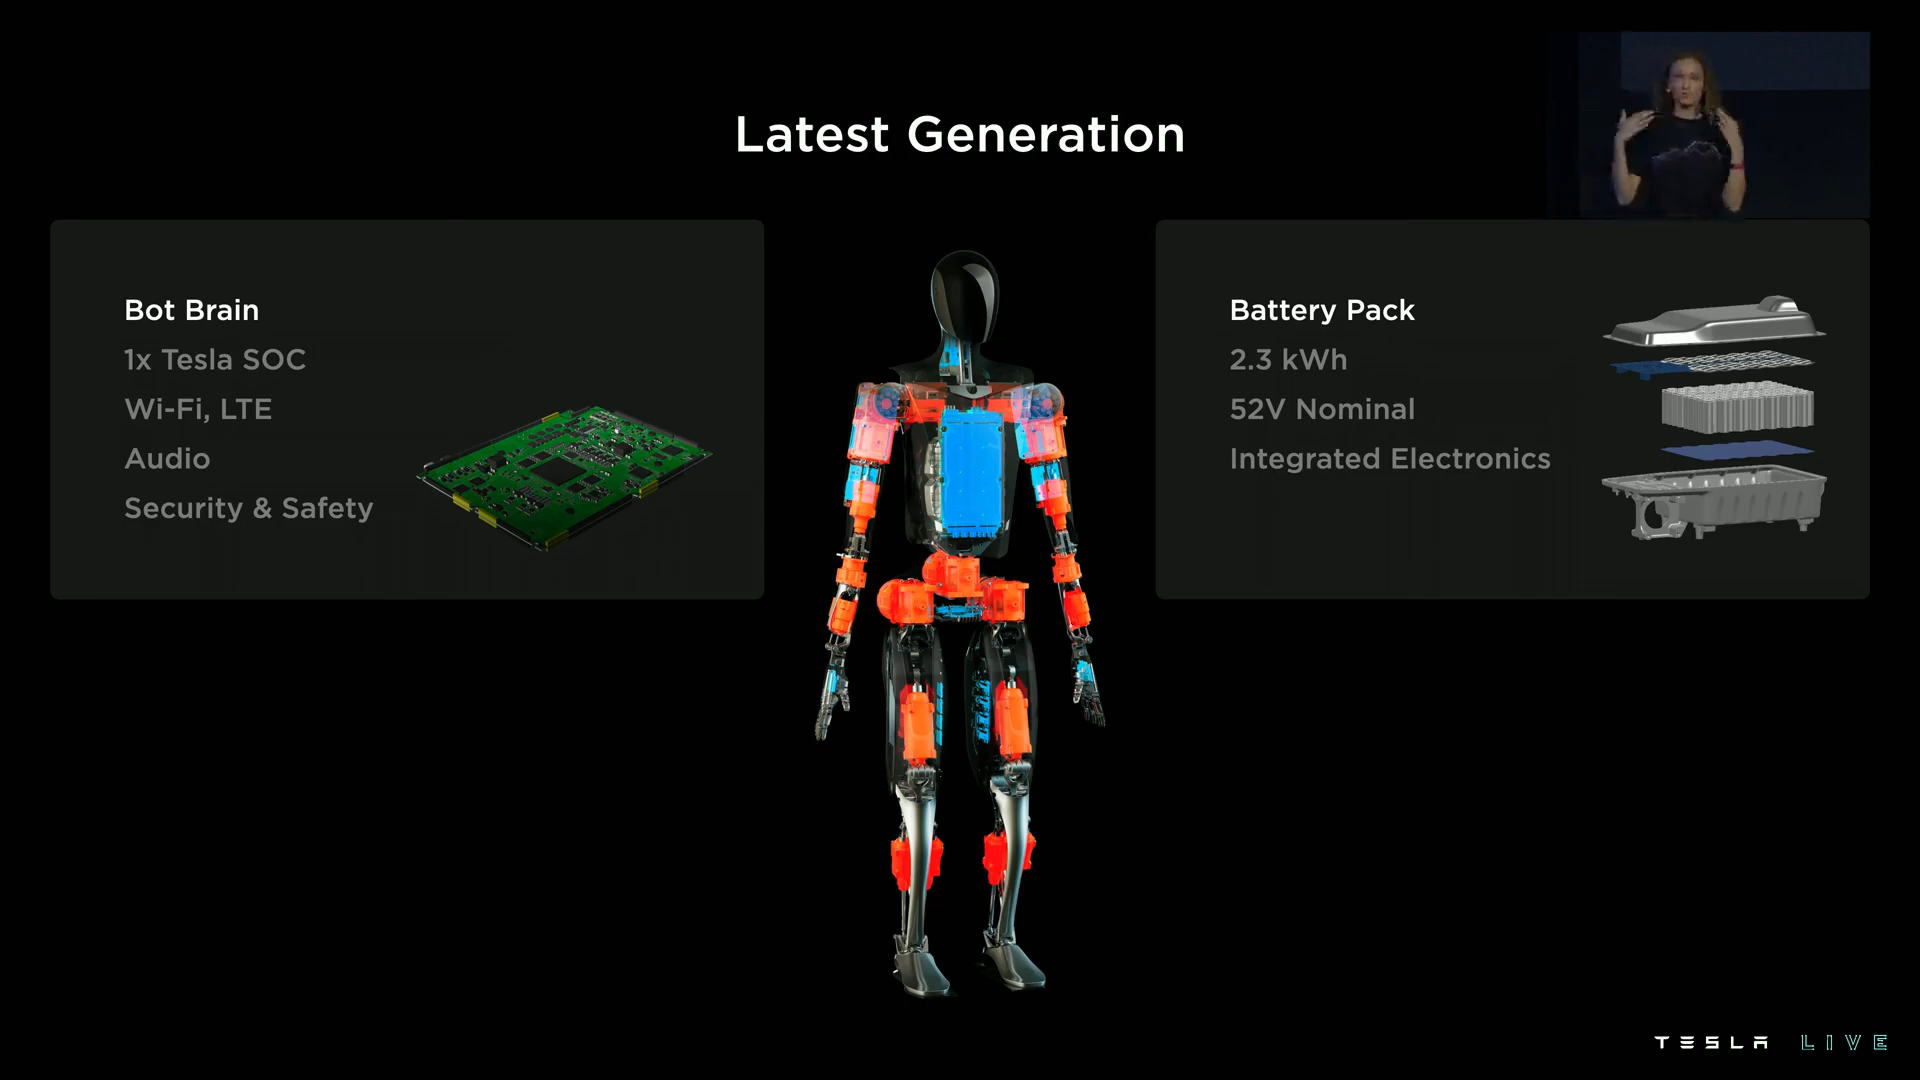 Latest Generation
Bot Brain
1x Tesla SOC
Wi-Fi, LTE
Audio
Security & Safety
Battery Pack
2.3 kWh
52V Nominal
Integrated Electronics
TESLA LIVE